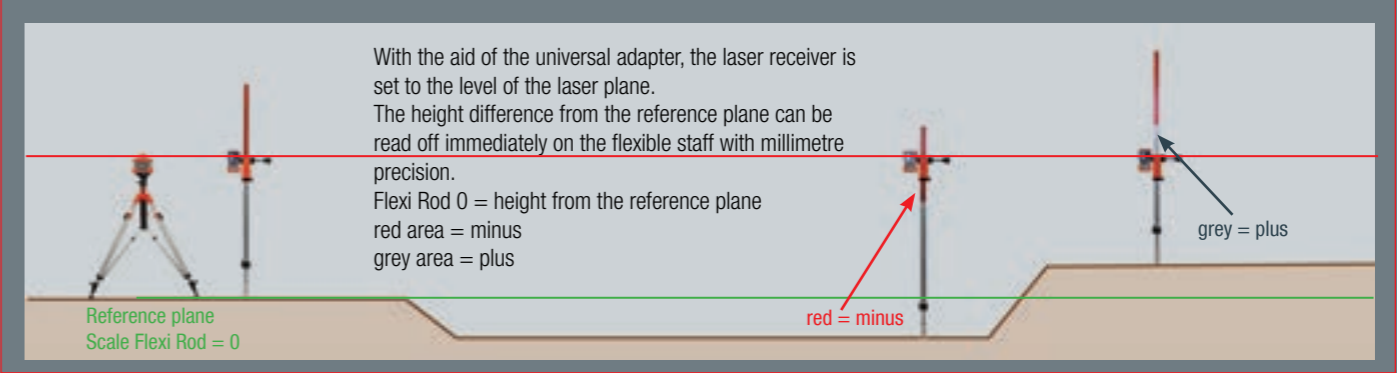 With the aid of the universal adapter, the laser receiver is
set to the level of the laser plane.
The height difference from the reference plane can be
read off immediately on the flexible staff with millimetre
precision.
Flexi Rod 0 = height from the reference plane
red area = minus
grey area = plus
grey = plus
red = minus
Reference plane
Scale Flexi Rod = 0